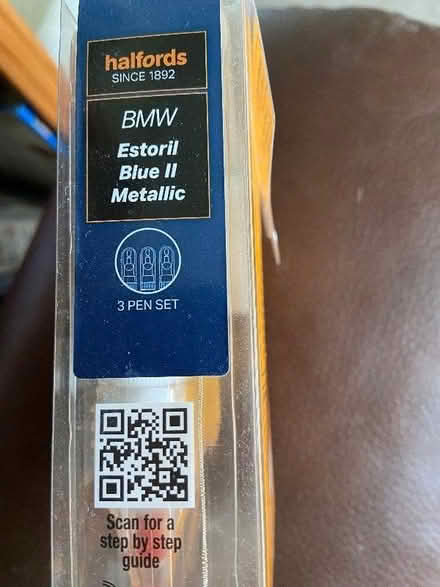 halfords
SINCE 1892
BMW
Estoril
Blue II
Metallic
3 PEN SET
Scan for a
step by step
guide